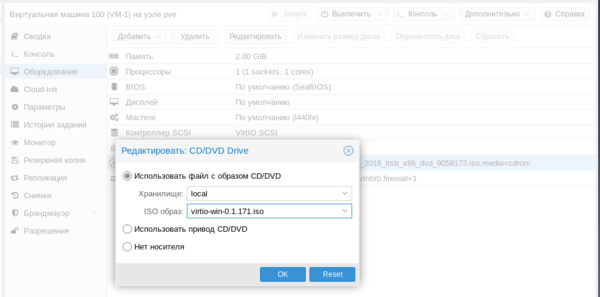 Виртуальная машина 100 (VM-1) на узле pve
Запуск
Выключить
Консоль
Дополнительно
Справка
Сводка
Консоль
Оборудование
Cloud-Init
Параметры
История заданий
Монитор
Резервная копия
Репликация
Снимки
Брандмауэр
Разрешения
Добавить
Удалить
Редактировать
Изменить размер диска
Переместить диск
Сбросить
Память 2.00 GiB
Процессоры 1 (1 sockets, 1 cores)
BIOS По умолчанию (SeaBIOS)
Дисплей По умолчанию
Machine По умолчанию (i440fx)
Контроллер SCSI VirtIO SCSI
_2016_ltsb_x86_dvd_9058173.iso,media=cdrom
vmbr0,firewall=1
Редактировать: CD/DVD Drive
Использовать файл с образом CD/DVD
Хранилище: local
ISO образ: virtio-win-0.1.171.iso
Использовать привод CD/DVD
Нет носителя
OK
Reset